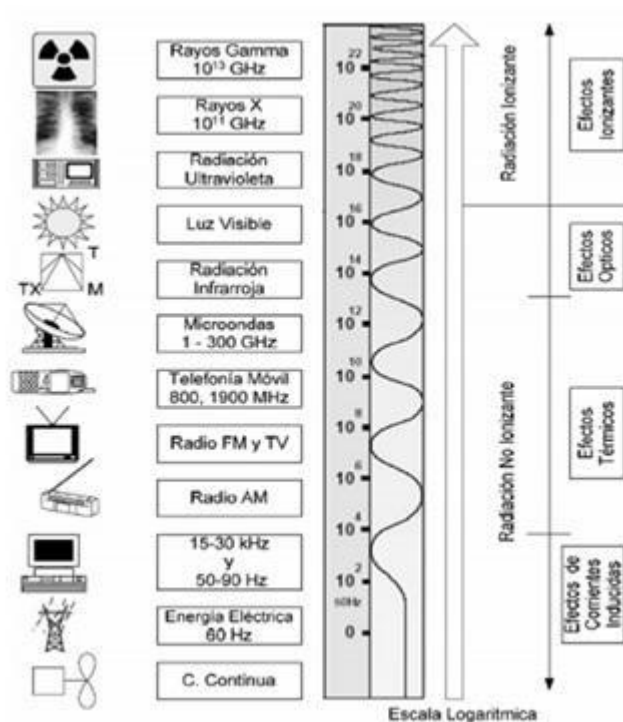 Rayos Gamma
10¹³ GHz
Rayos X
10¹¹ GHz
Radiación
Ultravioleta
Luz Visible
T
TX
M
Radiación
Infrarroja
Microondas
1 - 300 GHz
Telefonía Móvil
800, 1900 MHz
Radio FM y TV
Radio AM
15-30 kHz
y
50-90 Hz
Energía Eléctrica
60 Hz
C. Continua
10²²
10²⁰
10¹⁸
10¹⁶
10¹⁴
10¹²
10¹⁰
10⁸
10⁶
10⁴
10²
60Hz
0
Radiación Ionizante
Radiación No Ionizante
Efectos
Ionizantes
Efectos
Opticos
Efectos
Térmicos
Efectos de
Corrientes
Inducidas
Escala Logaritmica